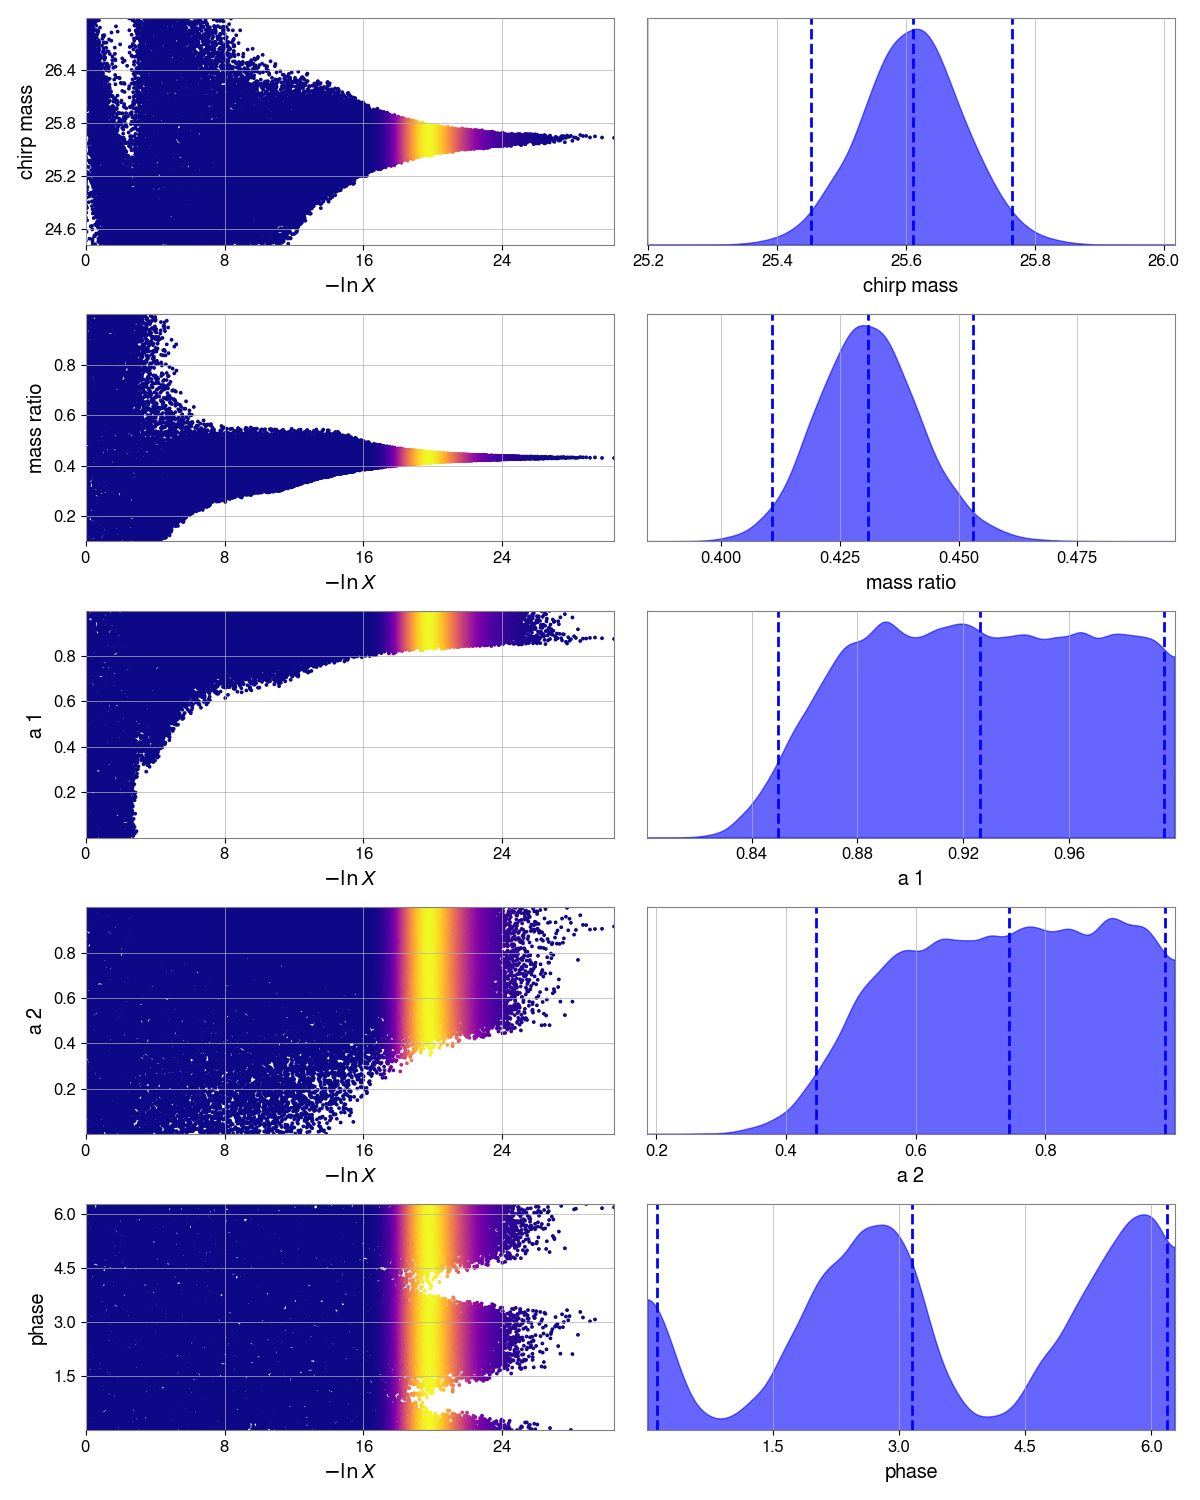 26.4
25.8
25.2
24.6
chirp mass
0 8 16 24
−ln X
25.2 25.4 25.6 25.8 26.0
chirp mass
0.8
0.6
0.4
0.2
mass ratio
0 8 16 24
−ln X
0.400 0.425 0.450 0.475
mass ratio
0.8
0.6
0.4
0.2
a 1
0 8 16 24
−ln X
0.84 0.88 0.92 0.96
a 1
0.8
0.6
0.4
0.2
a 2
0 8 16 24
−ln X
0.2 0.4 0.6 0.8
a 2
6.0
4.5
3.0
1.5
phase
0 8 16 24
−ln X
1.5 3.0 4.5 6.0
phase